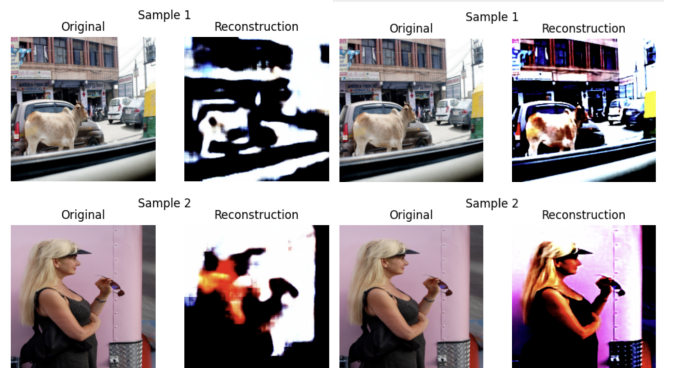 Sample 1
Original
Reconstruction
Sample 1
Original
Reconstruction
Sample 2
Original
Reconstruction
Sample 2
Original
Reconstruction